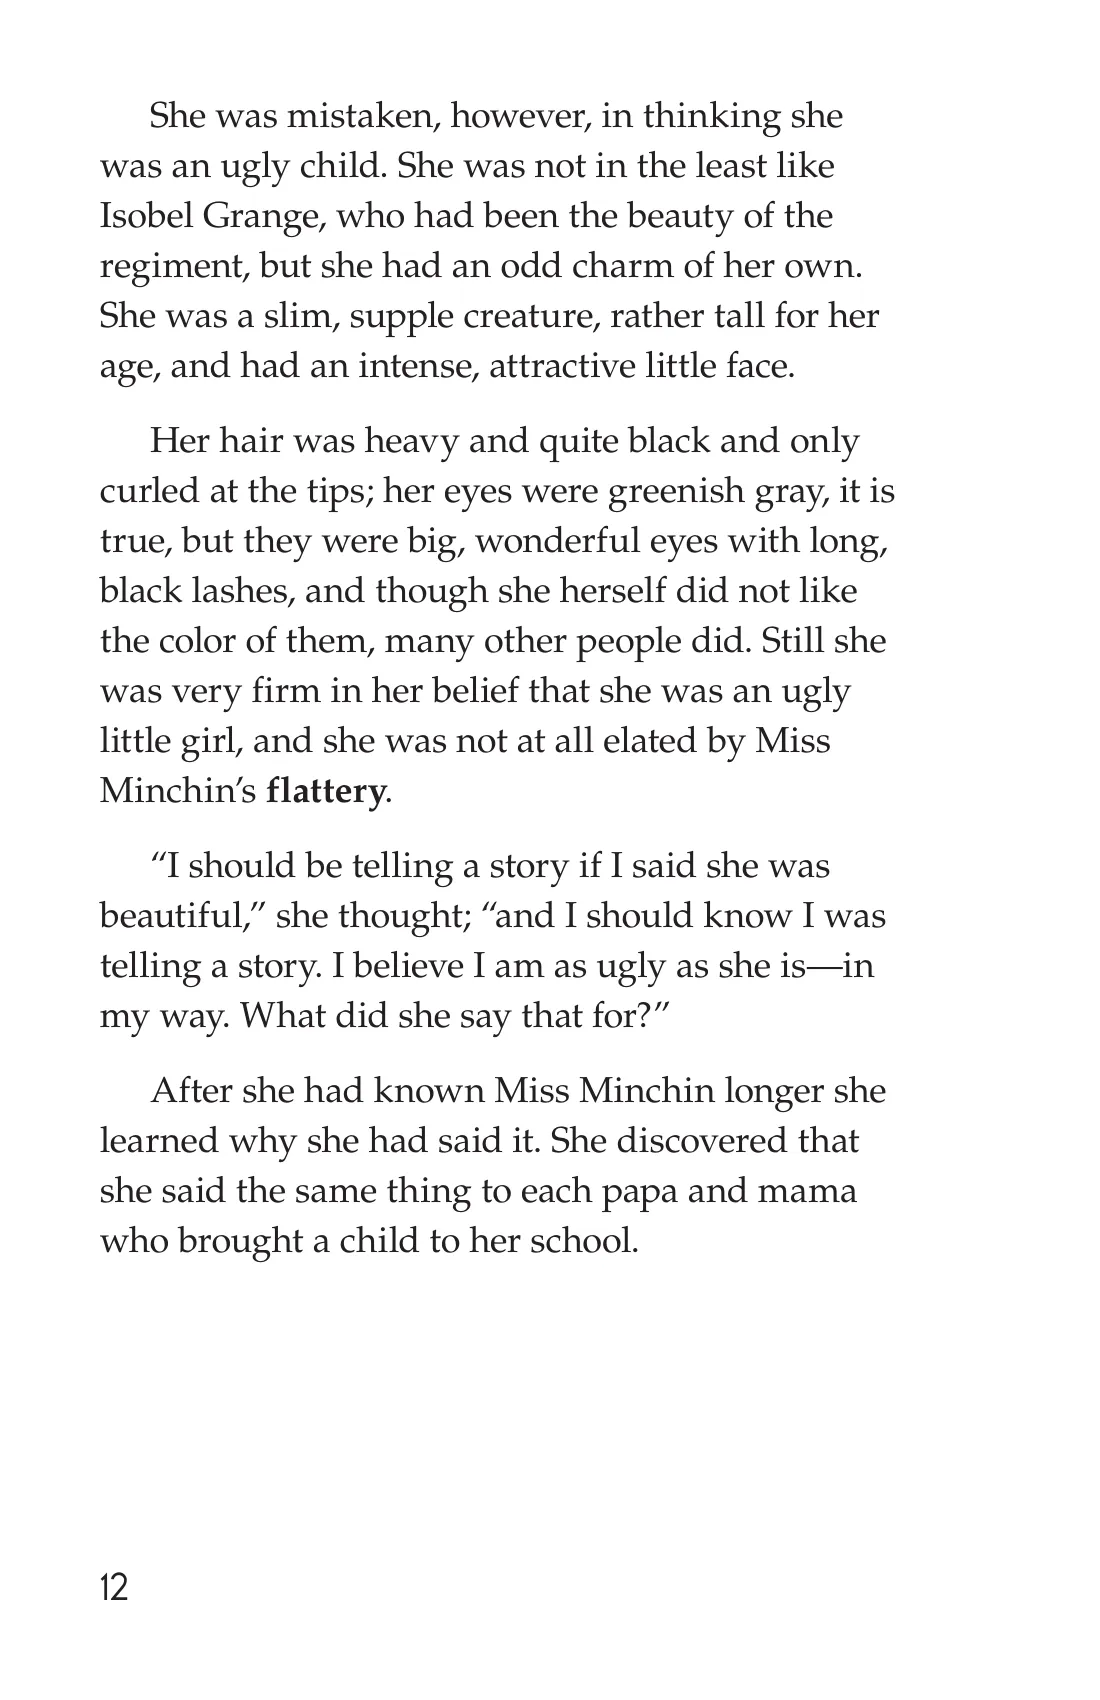 She was mistaken, however, in thinking she
was an ugly child. She was not in the least like
Isobel Grange, who had been the beauty of the
regiment, but she had an odd charm of her own.
She was a slim, supple creature, rather tall for her
age, and had an intense, attractive little face.
Her hair was heavy and quite black and only
curled at the tips; her eyes were greenish gray, it is
true, but they were big, wonderful eyes with long,
black lashes, and though she herself did not like
the color of them, many other people did. Still she
was very firm in her belief that she was an ugly
little girl, and she was not at all elated by Miss
Minchin’s flattery.
“I should be telling a story if I said she was
beautiful,” she thought; “and I should know I was
telling a story. I believe I am as ugly as she is—in
my way. What did she say that for?”
After she had known Miss Minchin longer she
learned why she had said it. She discovered that
she said the same thing to each papa and mama
who brought a child to her school.
12